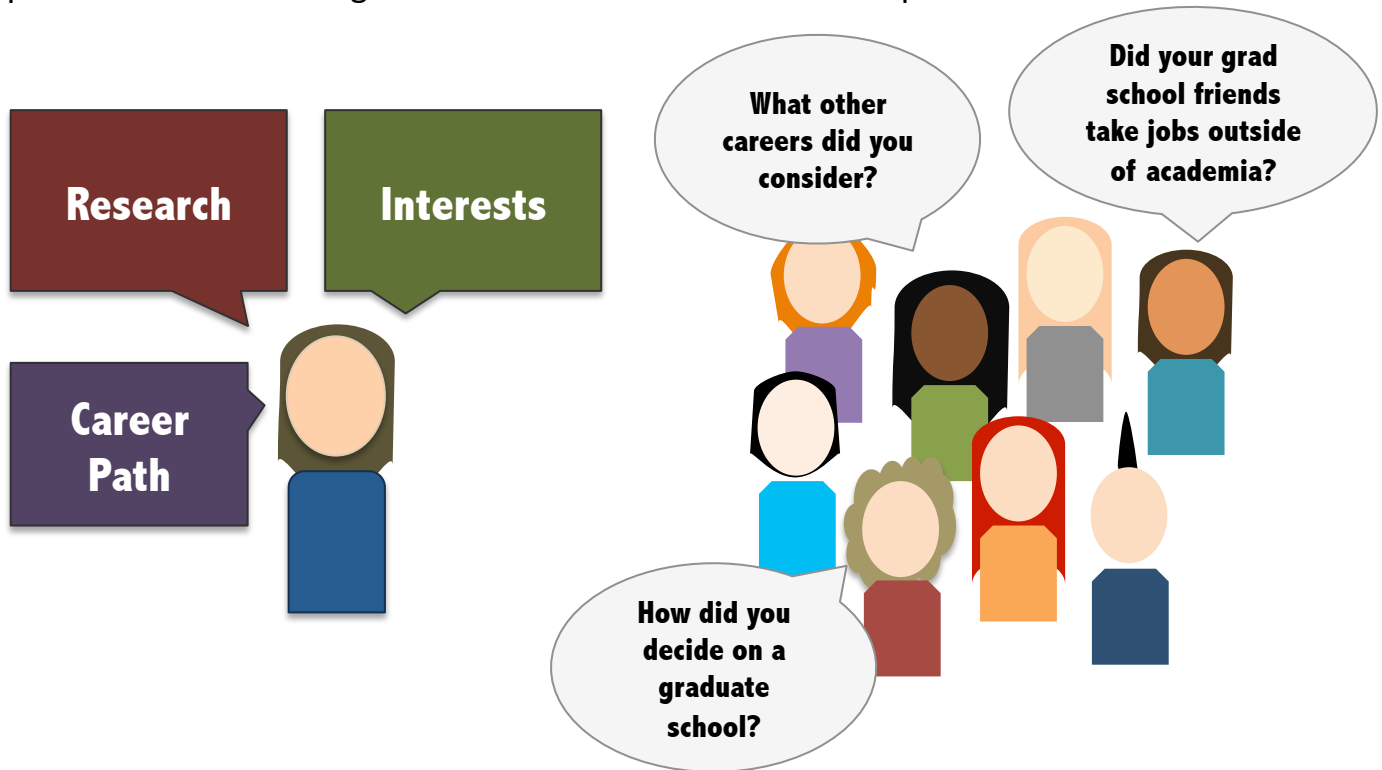 Research
Interests
Career
Path
What other
careers did you
consider?
Did your grad
school friends
take jobs outside
of academia?
How did you
decide on a
graduate
school?